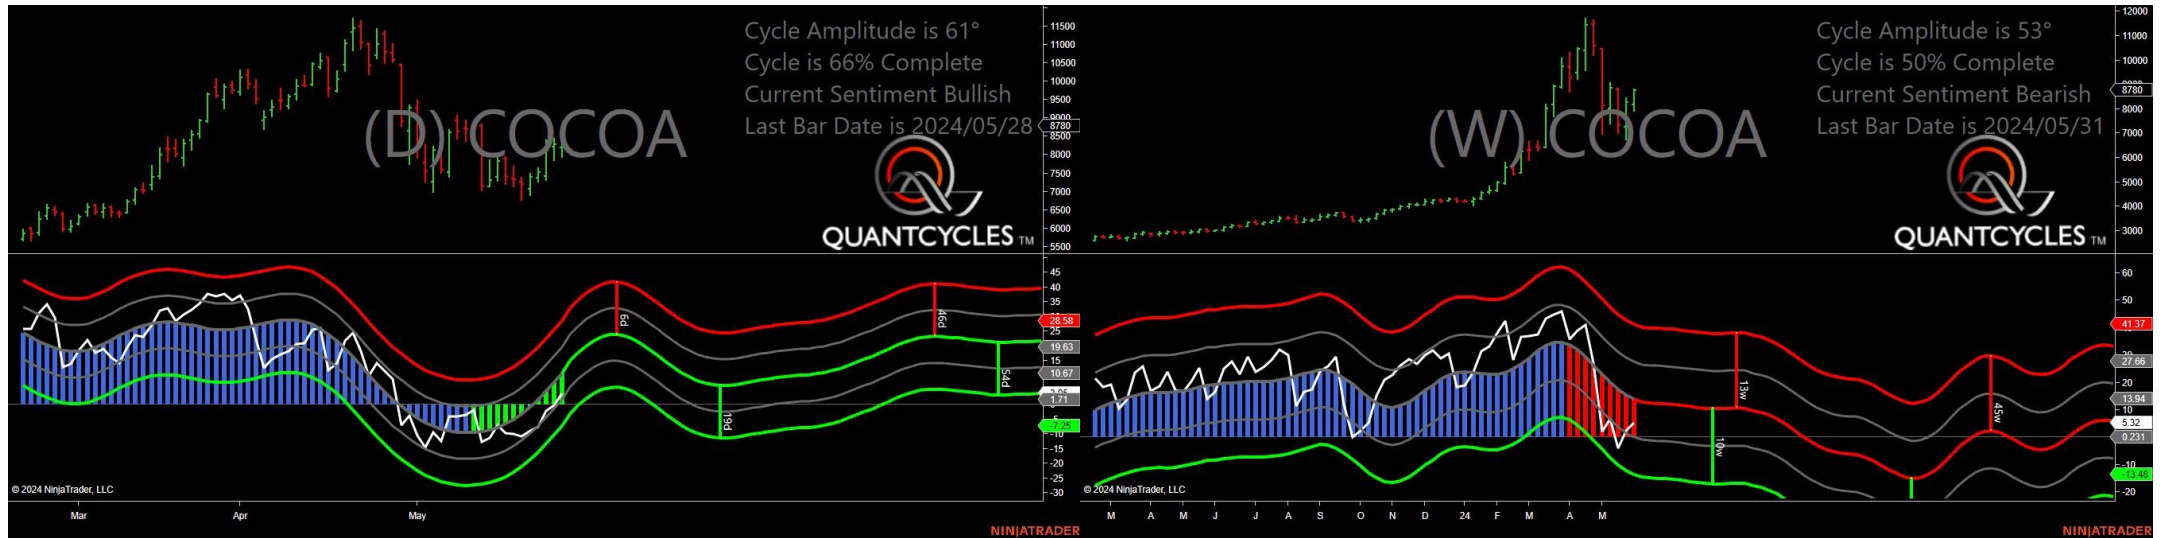 Cycle Amplitude is 61°
Cycle is 66% Complete
Current Sentiment Bullish
Last Bar Date is 2024/05/28
(D) COCOA
QUANTCYCLES TM
11500
11000
10500
10000
9500
9000
8780
8500
8000
7500
7000
6500
6000
5500
45
40
35
28.58
25
19.63
15
10.67
1.71
-7.25
-10
-15
-20
-25
-30
6d
19d
46d
54d
© 2024 NinjaTrader, LLC
Mar
Apr
May
NINJATRADER
Cycle Amplitude is 53°
Cycle is 50% Complete
Current Sentiment Bearish
Last Bar Date is 2024/05/31
(W) COCOA
QUANTCYCLES TM
12000
11000
10000
8780
8000
7000
6000
5000
4000
3000
60
50
41.37
27.66
20
13.94
10
5.32
0.231
-10
-13.48
-20
13w
10w
45w
© 2024 NinjaTrader, LLC
M A M J J A S O N D 24 F M A M
NINJATRADER